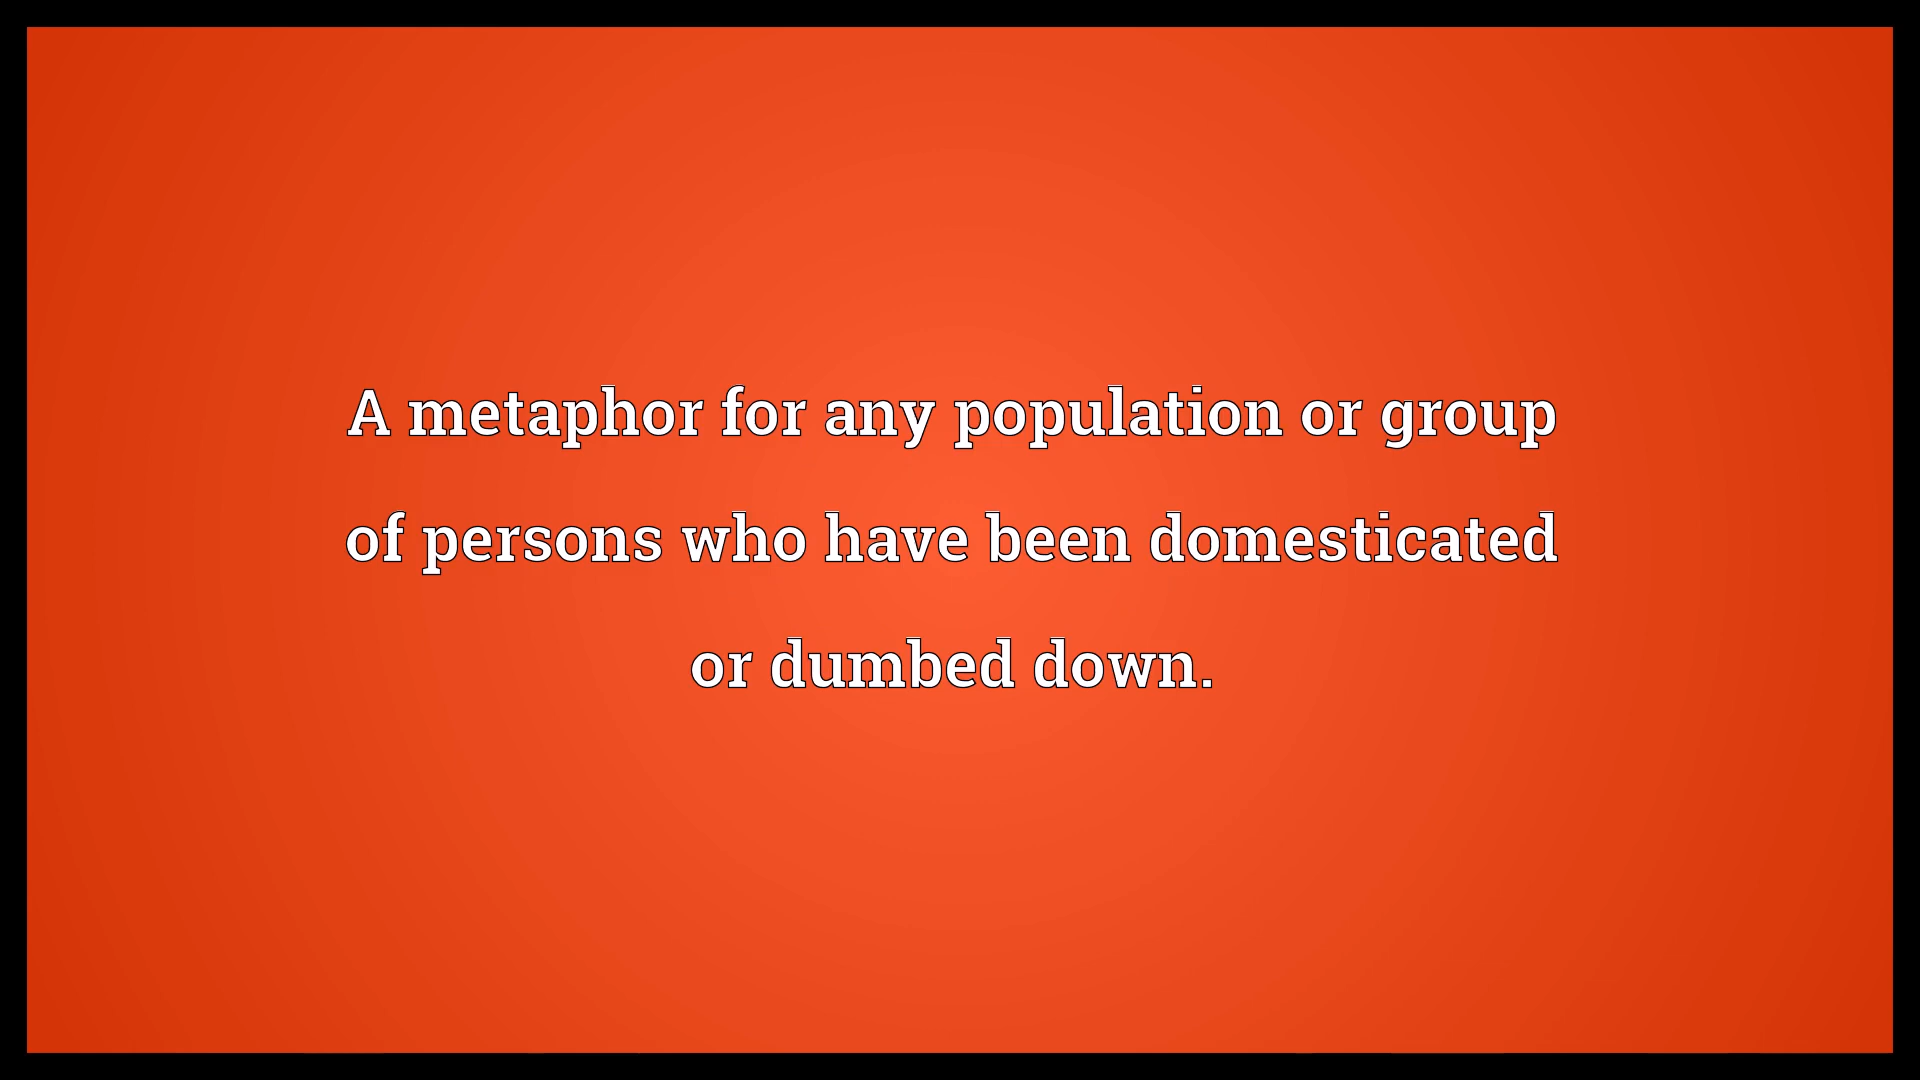 A metaphor for any population or group
of persons who have been domesticated
or dumbed down.